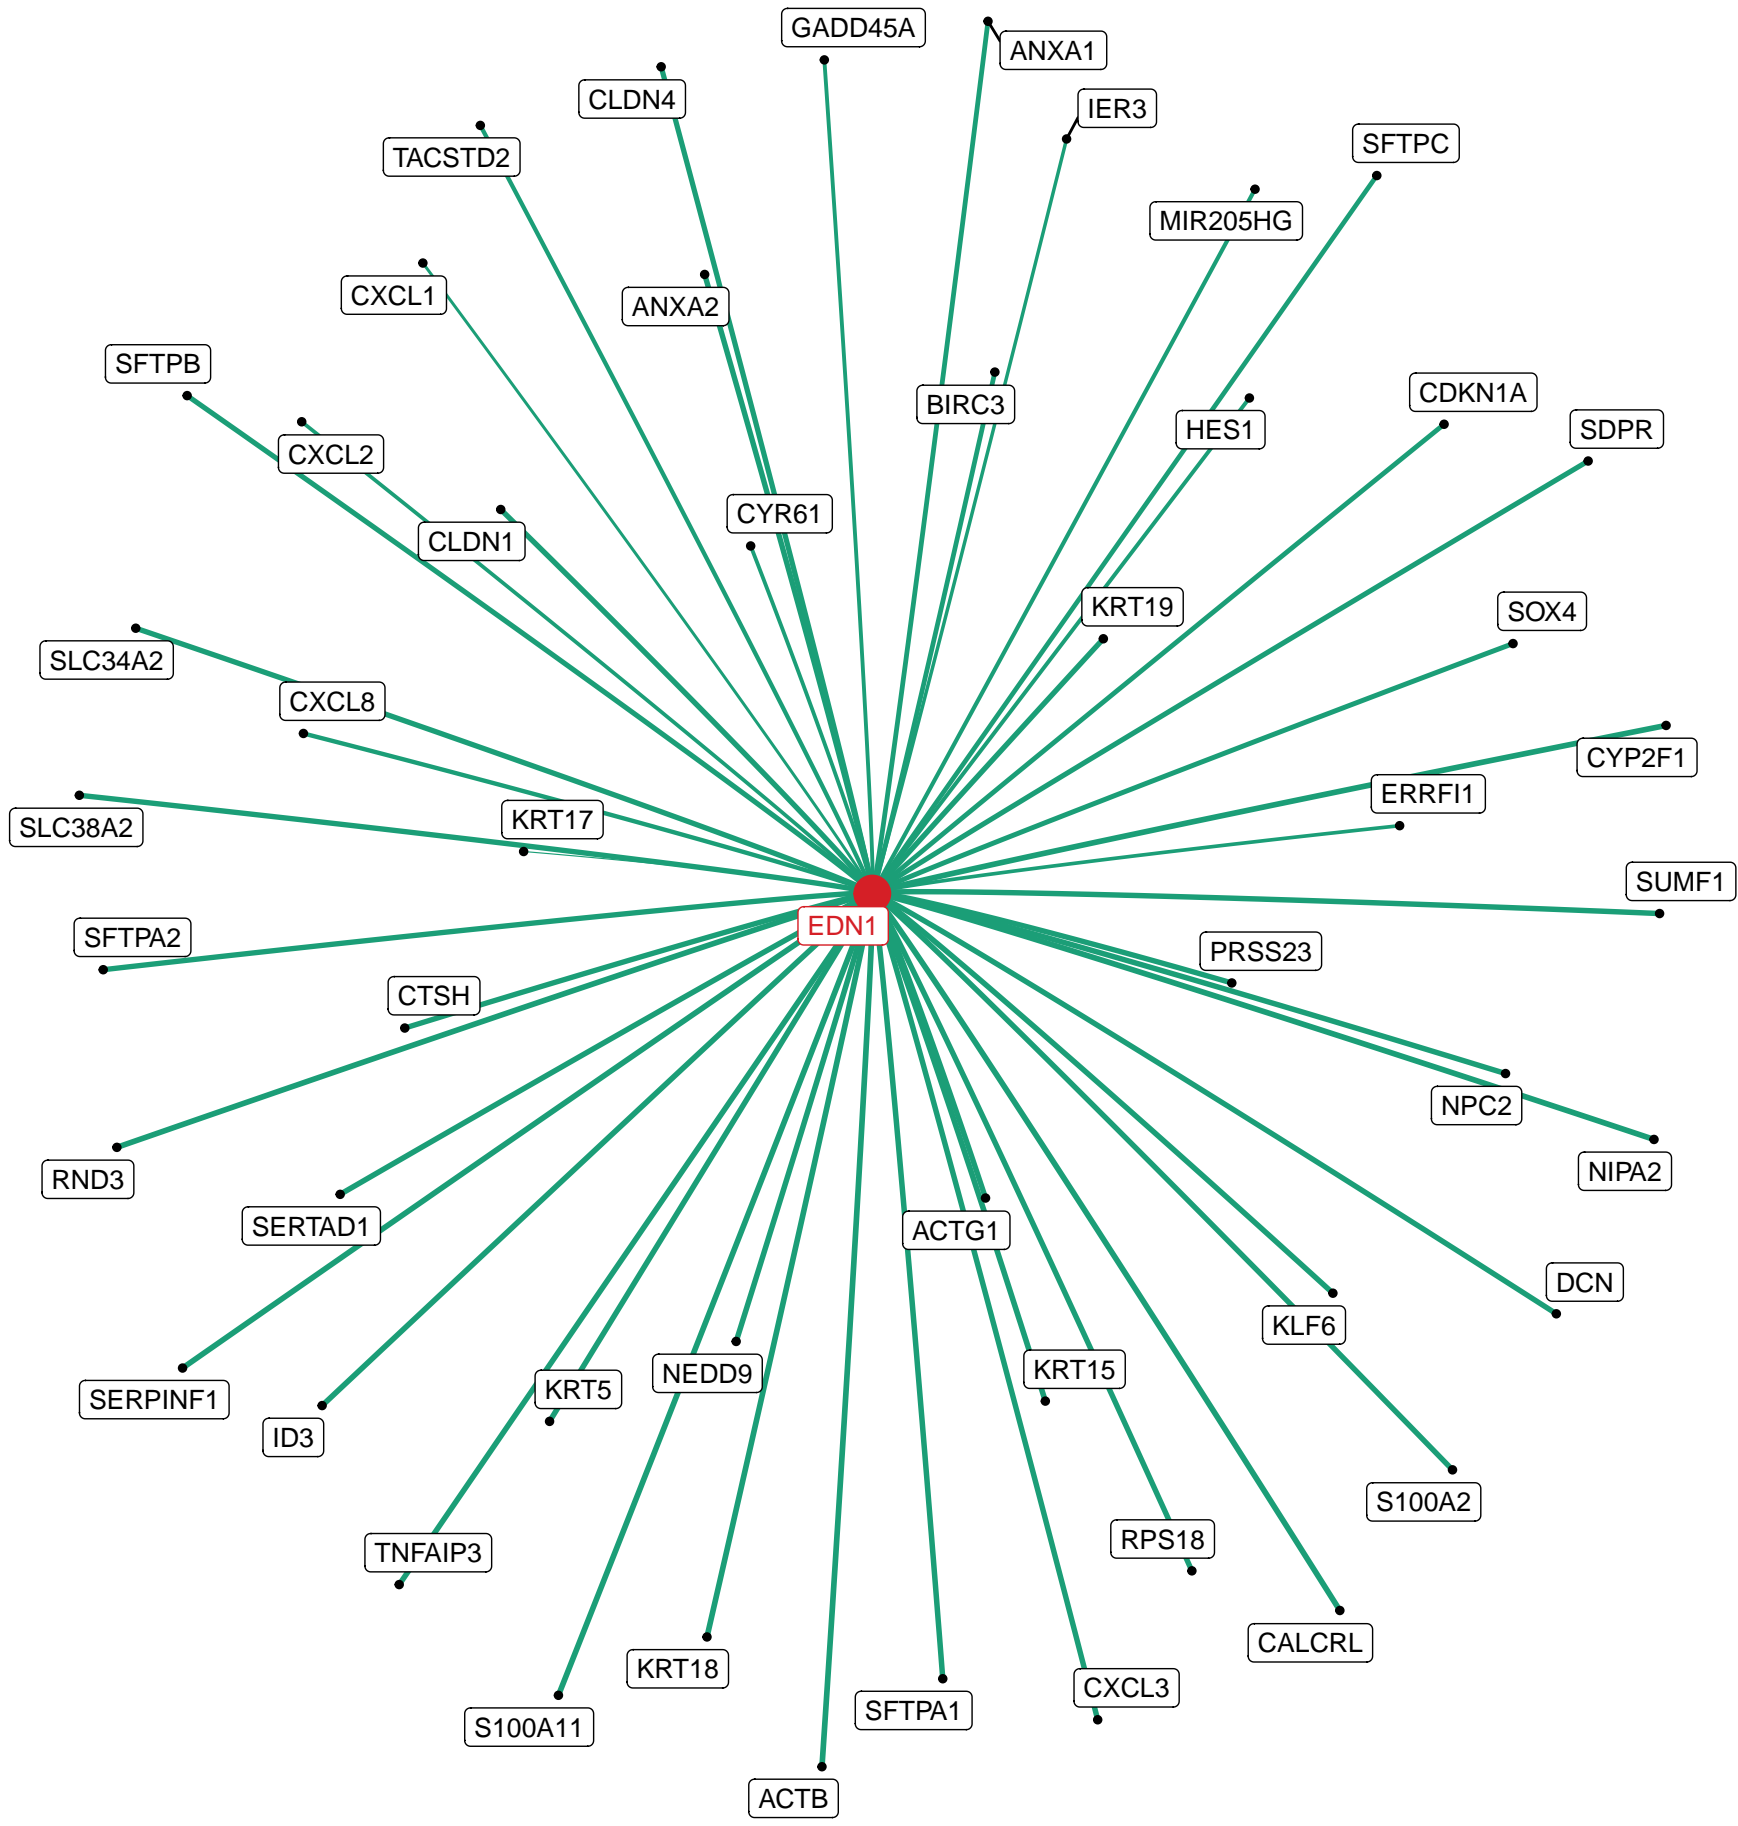 GADD45A
ANXA1
CLDN4
IER3
TACSTD2
SFTPC
MIR205HG
CXCL1
ANXA2
SFTPB
CDKN1A
BIRC3
HES1
SDPR
CXCL2
CYR61
CLDN1
KRT19
SOX4
SLC34A2
CXCL8
CYP2F1
ERRFI1
KRT17
SLC38A2
SUMF1
EDN1
SFTPA2
PRSS23
CTSH
NPC2
NIPA2
RND3
SERTAD1
ACTG1
DCN
KLF6
KRT15
NEDD9
KRT5
SERPINF1
ID3
S100A2
RPS18
TNFAIP3
CALCRL
KRT18
CXCL3
SFTPA1
S100A11
ACTB